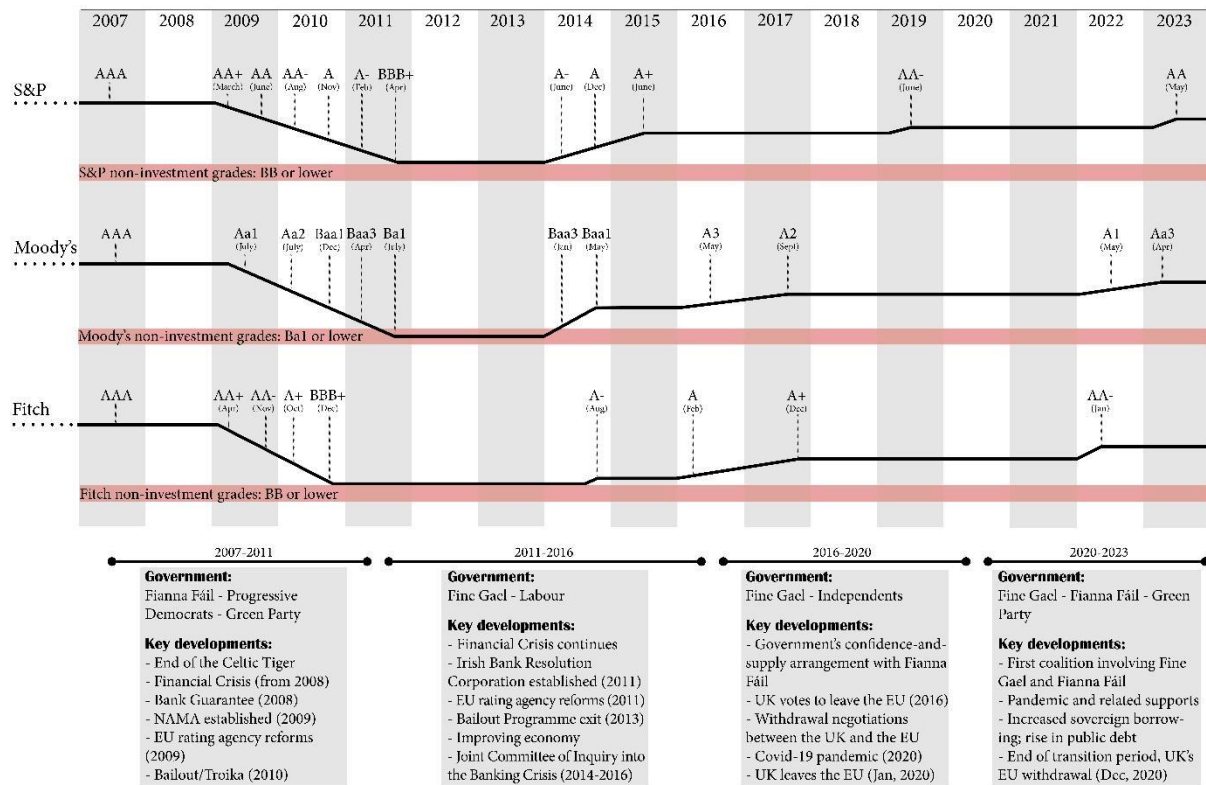 2007 2008 2009 2010 2011 2012 2013 2014 2015 2016 2017 2019 2020 2021 2022 2023
AAA AA+ AA AA- A A- BBB+ A- A A+ AA- AA
(March) (June) (Aug) (Nov) (Feb) (Apr) (June) (Dec) (June) (June) (May)
S&P
S&P non-investment grades: BB or lower
AAA Aa1 Aa2 Baa1 Baa3 Ba1 Baa3 Baa1 A3 A2 A1 Aa3
(July) (July) (Dec) (Apr) (July) (Jan) (May) (May) (Sept) (May) (Apr)
Moody's
Moody's non-investment grades: Ba1 or lower
AAA AA+ AA- A+ BBB+ A- A A+ AA-
(Apr) (Nov) (Oct) (Dec) (Aug) (Feb) (Dec) (Jan)
Fitch
Fitch non-investment grades: BB or lower
2007-2011
Government:
Fianna Fáil - Progressive
Democrats - Green Party
Key developments:
- End of the Celtic Tiger
- Financial Crisis (from 2008)
- Bank Guarantee (2008)
- NAMA established (2009)
- EU rating agency reforms
(2009)
- Bailout/Troika (2010)
2011-2016
Government:
Fine Gael - Labour
Key developments:
- Financial Crisis continues
- Irish Bank Resolution
Corporation established (2011)
- EU rating agency reforms (2011)
- Bailout Programme exit (2013)
- Improving economy
- Joint Committee of Inquiry into
the Banking Crisis (2014-2016)
2016-2020
Government:
Fine Gael - Independents
Key developments:
- Government's confidence-and-
supply arrangement with Fianna
Fáil
- UK votes to leave the EU (2016)
- Withdrawal negotiations
between the UK and the EU
- Covid-19 pandemic (2020)
- UK leaves the EU (Jan, 2020)
2020-2023
Government:
Fine Gael - Fianna Fáil - Green
Party
Key developments:
- First coalition involving Fine
Gael and Fianna Fáil
- Pandemic and related supports
- Increased sovereign borrow-
ing; rise in public debt
- End of transition period, UK's
EU withdrawal (Dec, 2020)